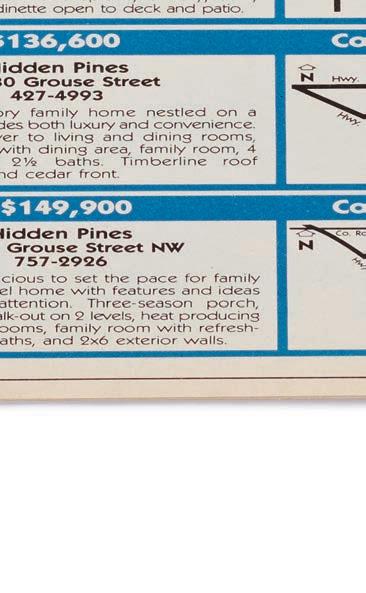 dinette open to deck and patio.
$136,600
Co
Hidden Pines
30 Grouse Street
427-4993
ory family home nestled on a
des both luxury and convenience.
er to living and dining rooms,
with dining area, family room, 4
2½ baths. Timberline roof
nd cedar front.
N
Hwy.
Hwy.
$149,900
Co
Hidden Pines
Grouse Street NW
757-2926
cious to set the pace for family
el home with features and ideas
attention. Three-season porch,
alk-out on 2 levels, heat producing
ooms, family room with refresh-
aths, and 2x6 exterior walls.
N
Co. Ro
Hwy